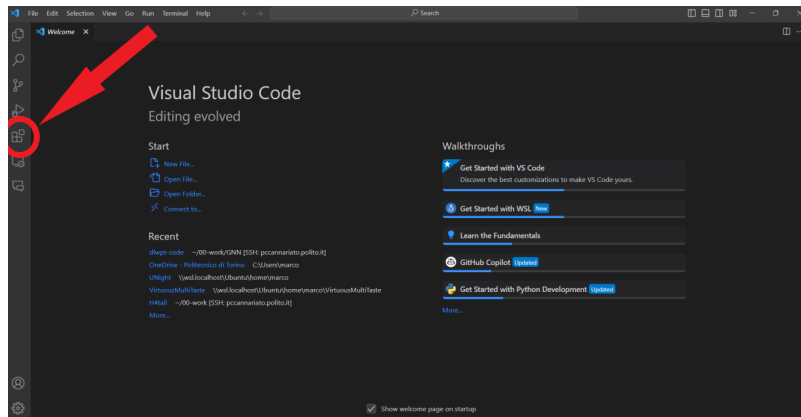 File Edit Selection View Go Run Terminal Help
Search
Welcome
Visual Studio Code
Editing evolved
Start
New File...
Open File...
Open Folder...
Connect to...
Recent
diwpt-code ~/00-work/GNN [SSH: pccannariato.polito.it]
OneDrive - Politecnico di Torino C:\Users\marco
UNight \\wsl.localhost\Ubuntu\home\marco
VirtuousMultiTaste \\wsl.localhost\Ubuntu\home\marco\VirtuousMultiTaste
H4tail ~/00-work [SSH: pccannariato.polito.it]
More...
Walkthroughs
Get Started with VS Code
Discover the best customizations to make VS Code yours.
Get Started with WSL New
Learn the Fundamentals
GitHub Copilot Updated
Get Started with Python Development Updated
More...
Show welcome page on startup